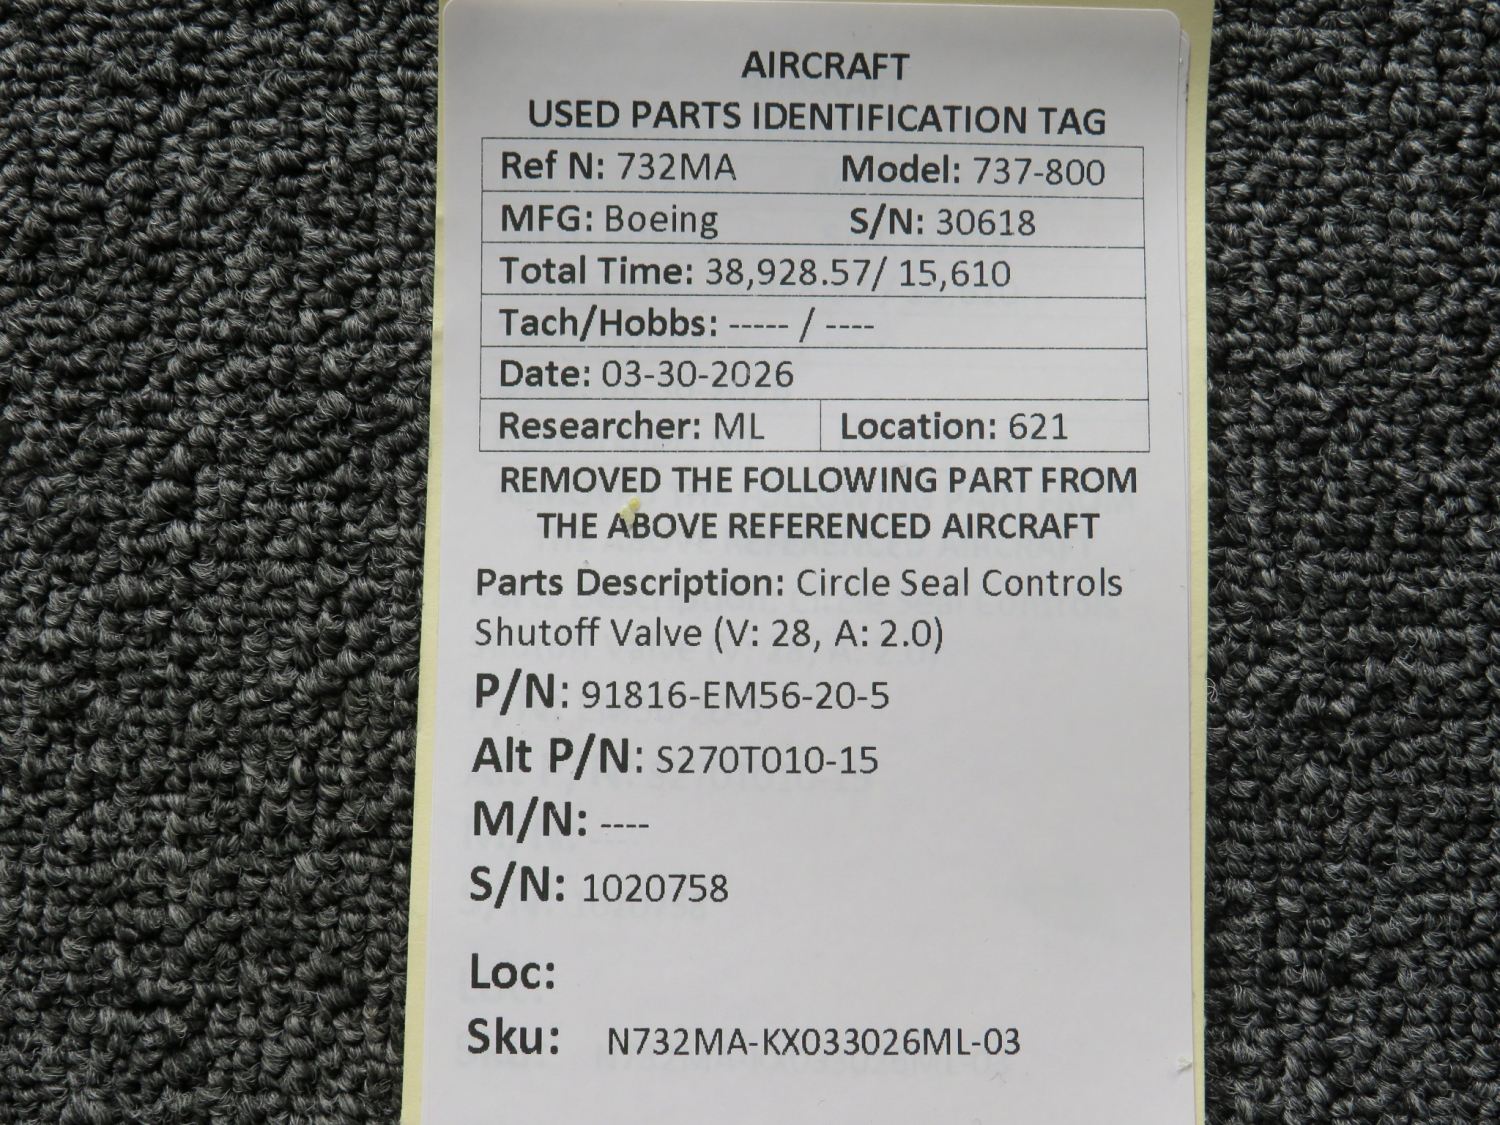 AIRCRAFT
USED PARTS IDENTIFICATION TAG
Ref N: 732MA Model: 737-800
MFG: Boeing S/N: 30618
Total Time: 38,928.57/ 15,610
Tach/Hobbs: ----- / ----
Date: 03-30-2026
Researcher: ML Location: 621
REMOVED THE FOLLOWING PART FROM
THE ABOVE REFERENCED AIRCRAFT
Parts Description: Circle Seal Controls
Shutoff Valve (V: 28, A: 2.0)
P/N: 91816-EM56-20-5
Alt P/N: S270T010-15
M/N: ----
S/N: 1020758
Loc:
Sku: N732MA-KX033026ML-03